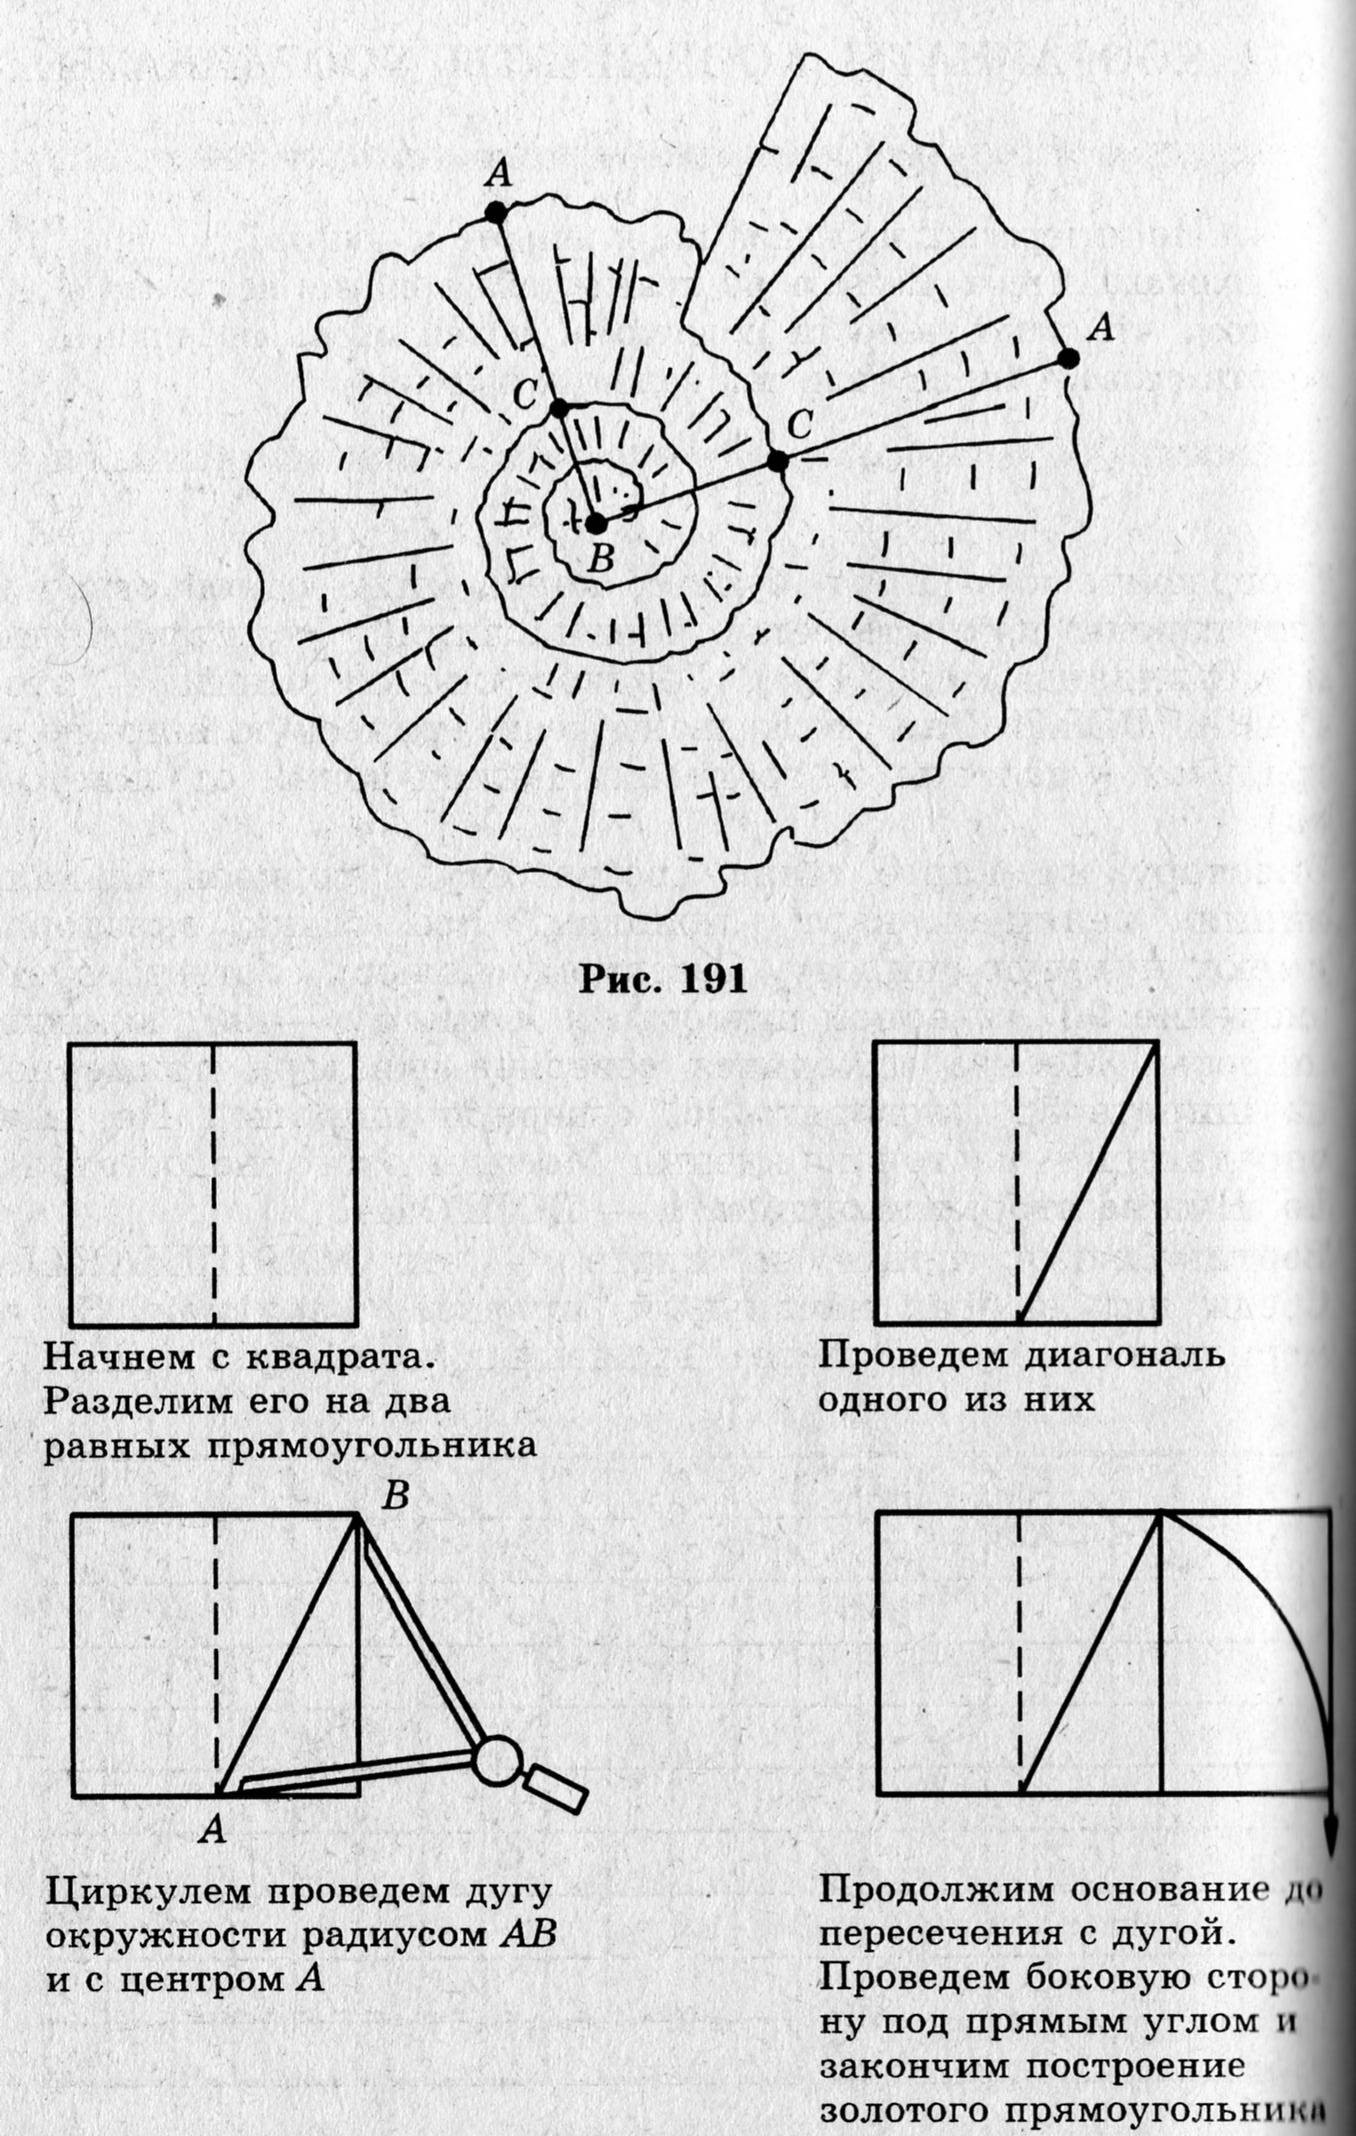 A
A
C
C
B
Рис. 191
Начнем с квадрата.
Разделим его на два
равных прямоугольника
Проведем диагональ
одного из них
B
A
Циркулем проведем дугу
окружности радиусом AB
и с центром A
Продолжим основание до
пересечения с дугой.
Проведем боковую сторо-
ну под прямым углом и
закончим построение
золотого прямоугольника